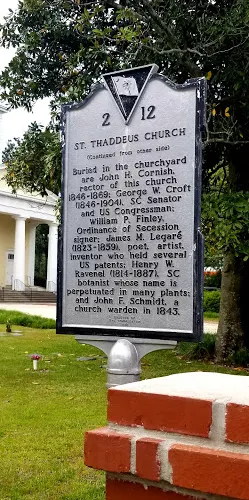 2 12
ST. THADDEUS CHURCH
(Continued from other side)
Buried in the churchyard
are John H. Cornish,
rector of this church
1846-1869; George W. Croft
(1846-1904), SC Senator
and US Congressman;
William P. Finley,
Ordinance of Secession
signer; James M. Legaré
(1823-1859), poet, artist,
inventor who held several
US patents; Henry W.
Ravenel (1814-1887), SC
botanist whose name is
perpetuated in many plants;
and John F. Schmidt, a
church warden in 1843.